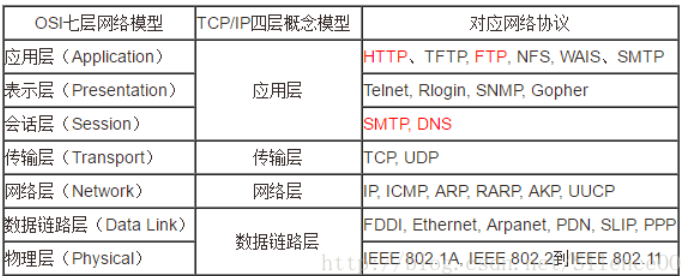 OSI七层网络模型 TCP/IP四层概念模型 对应网络协议
应用层（Application） HTTP、TFTP, FTP, NFS, WAIS、SMTP
表示层（Presentation） 应用层 Telnet, Rlogin, SNMP, Gopher
会话层（Session） SMTP, DNS
传输层（Transport） 传输层 TCP, UDP
网络层（Network） 网络层 IP, ICMP, ARP, RARP, AKP, UUCP
数据链路层（Data Link） 数据链路层 FDDI, Ethernet, Arpanet, PDN, SLIP, PPP
物理层（Physical） IEEE 802.1A, IEEE 802.2到IEEE 802.11